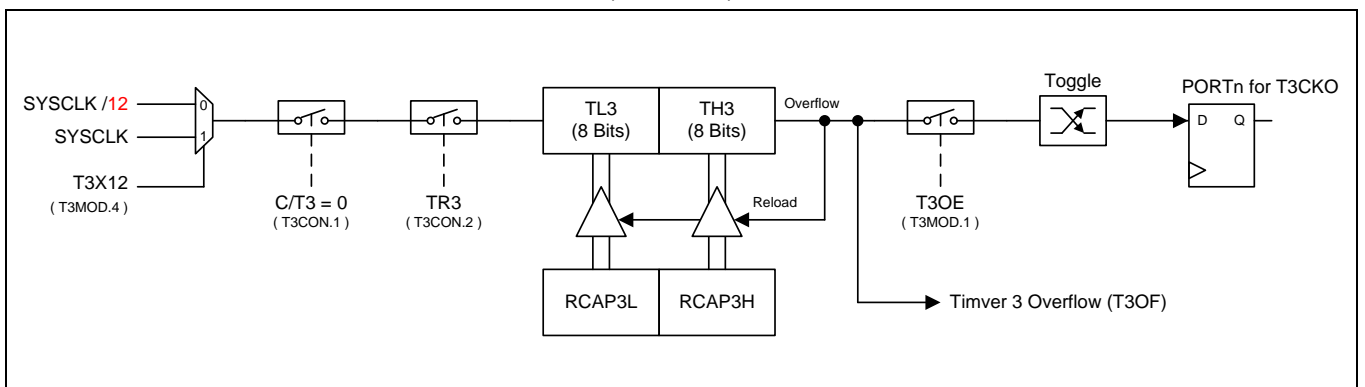 SYSCLK /12
0
SYSCLK
1
T3X12
( T3MOD.4 )
C/T3 = 0
( T3CON.1 )
TR3
( T3CON.2 )
TL3
(8 Bits)
TH3
(8 Bits)
Overflow
Reload
RCAP3L
RCAP3H
T3OE
( T3MOD.1 )
Toggle
PORTn for T3CKO
D Q
Timver 3 Overflow (T3OF)